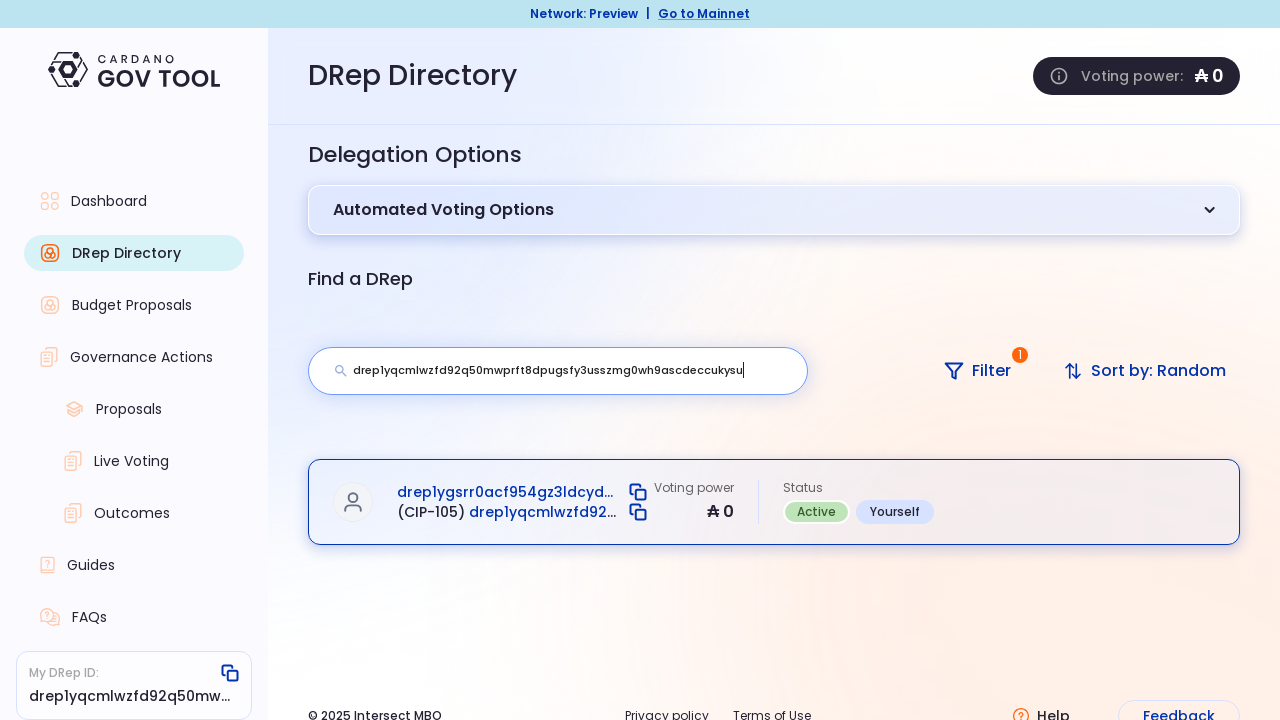 Network: Preview | Go to Mainnet
CARDANO
GOV TOOL
DRep Directory
Voting power: ₳ 0
Delegation Options
Automated Voting Options
Find a DRep
Dashboard
DRep Directory
Budget Proposals
Governance Actions
Proposals
Live Voting
Outcomes
Guides
FAQs
My DRep ID:
drep1yqcmlwzfd92q50mw...
drep1yqcmlwzfd92q50mwprft8dpugsfy3usszmg0wh9ascdeccukysu
Filter
1
Sort by: Random
drep1ygsrr0acf954gz3ldcyd...
(CIP-105) drep1yqcmlwzfd92...
Voting power
₳ 0
Status
Active
Yourself
© 2025 Intersect MBO
Privacy policy
Terms of Use
Help
Feedback